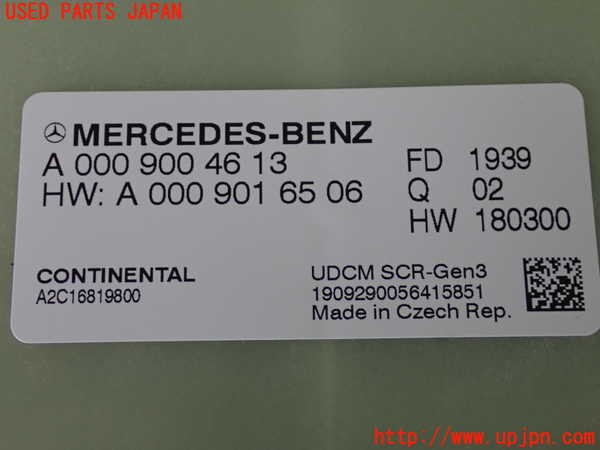 USED PARTS JAPAN
MERCEDES-BENZ
A 000 900 46 13
HW: A 000 901 65 06
FD 1939
Q 02
HW 180300
CONTINENTAL
A2C16819800
UDCM SCR-Gen3
1909290056415851
Made in Czech Rep.
http://www.upjpn.com/